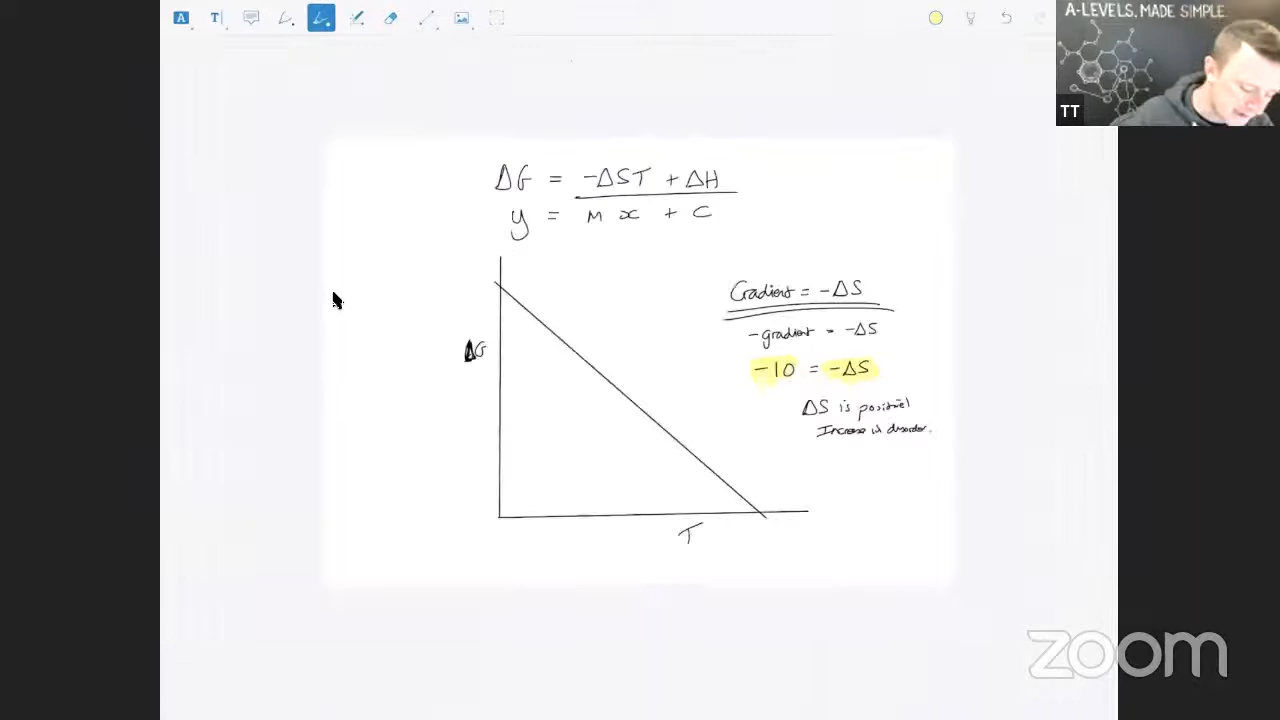 A-LEVELS. MADE SIMPLE
TT
ΔG = -ΔST + ΔH
y = mx + c
Gradient = -ΔS
-gradient = -ΔS
-10 = -ΔS
ΔS is positive
Increase in disorder.
ΔG
T
zoom